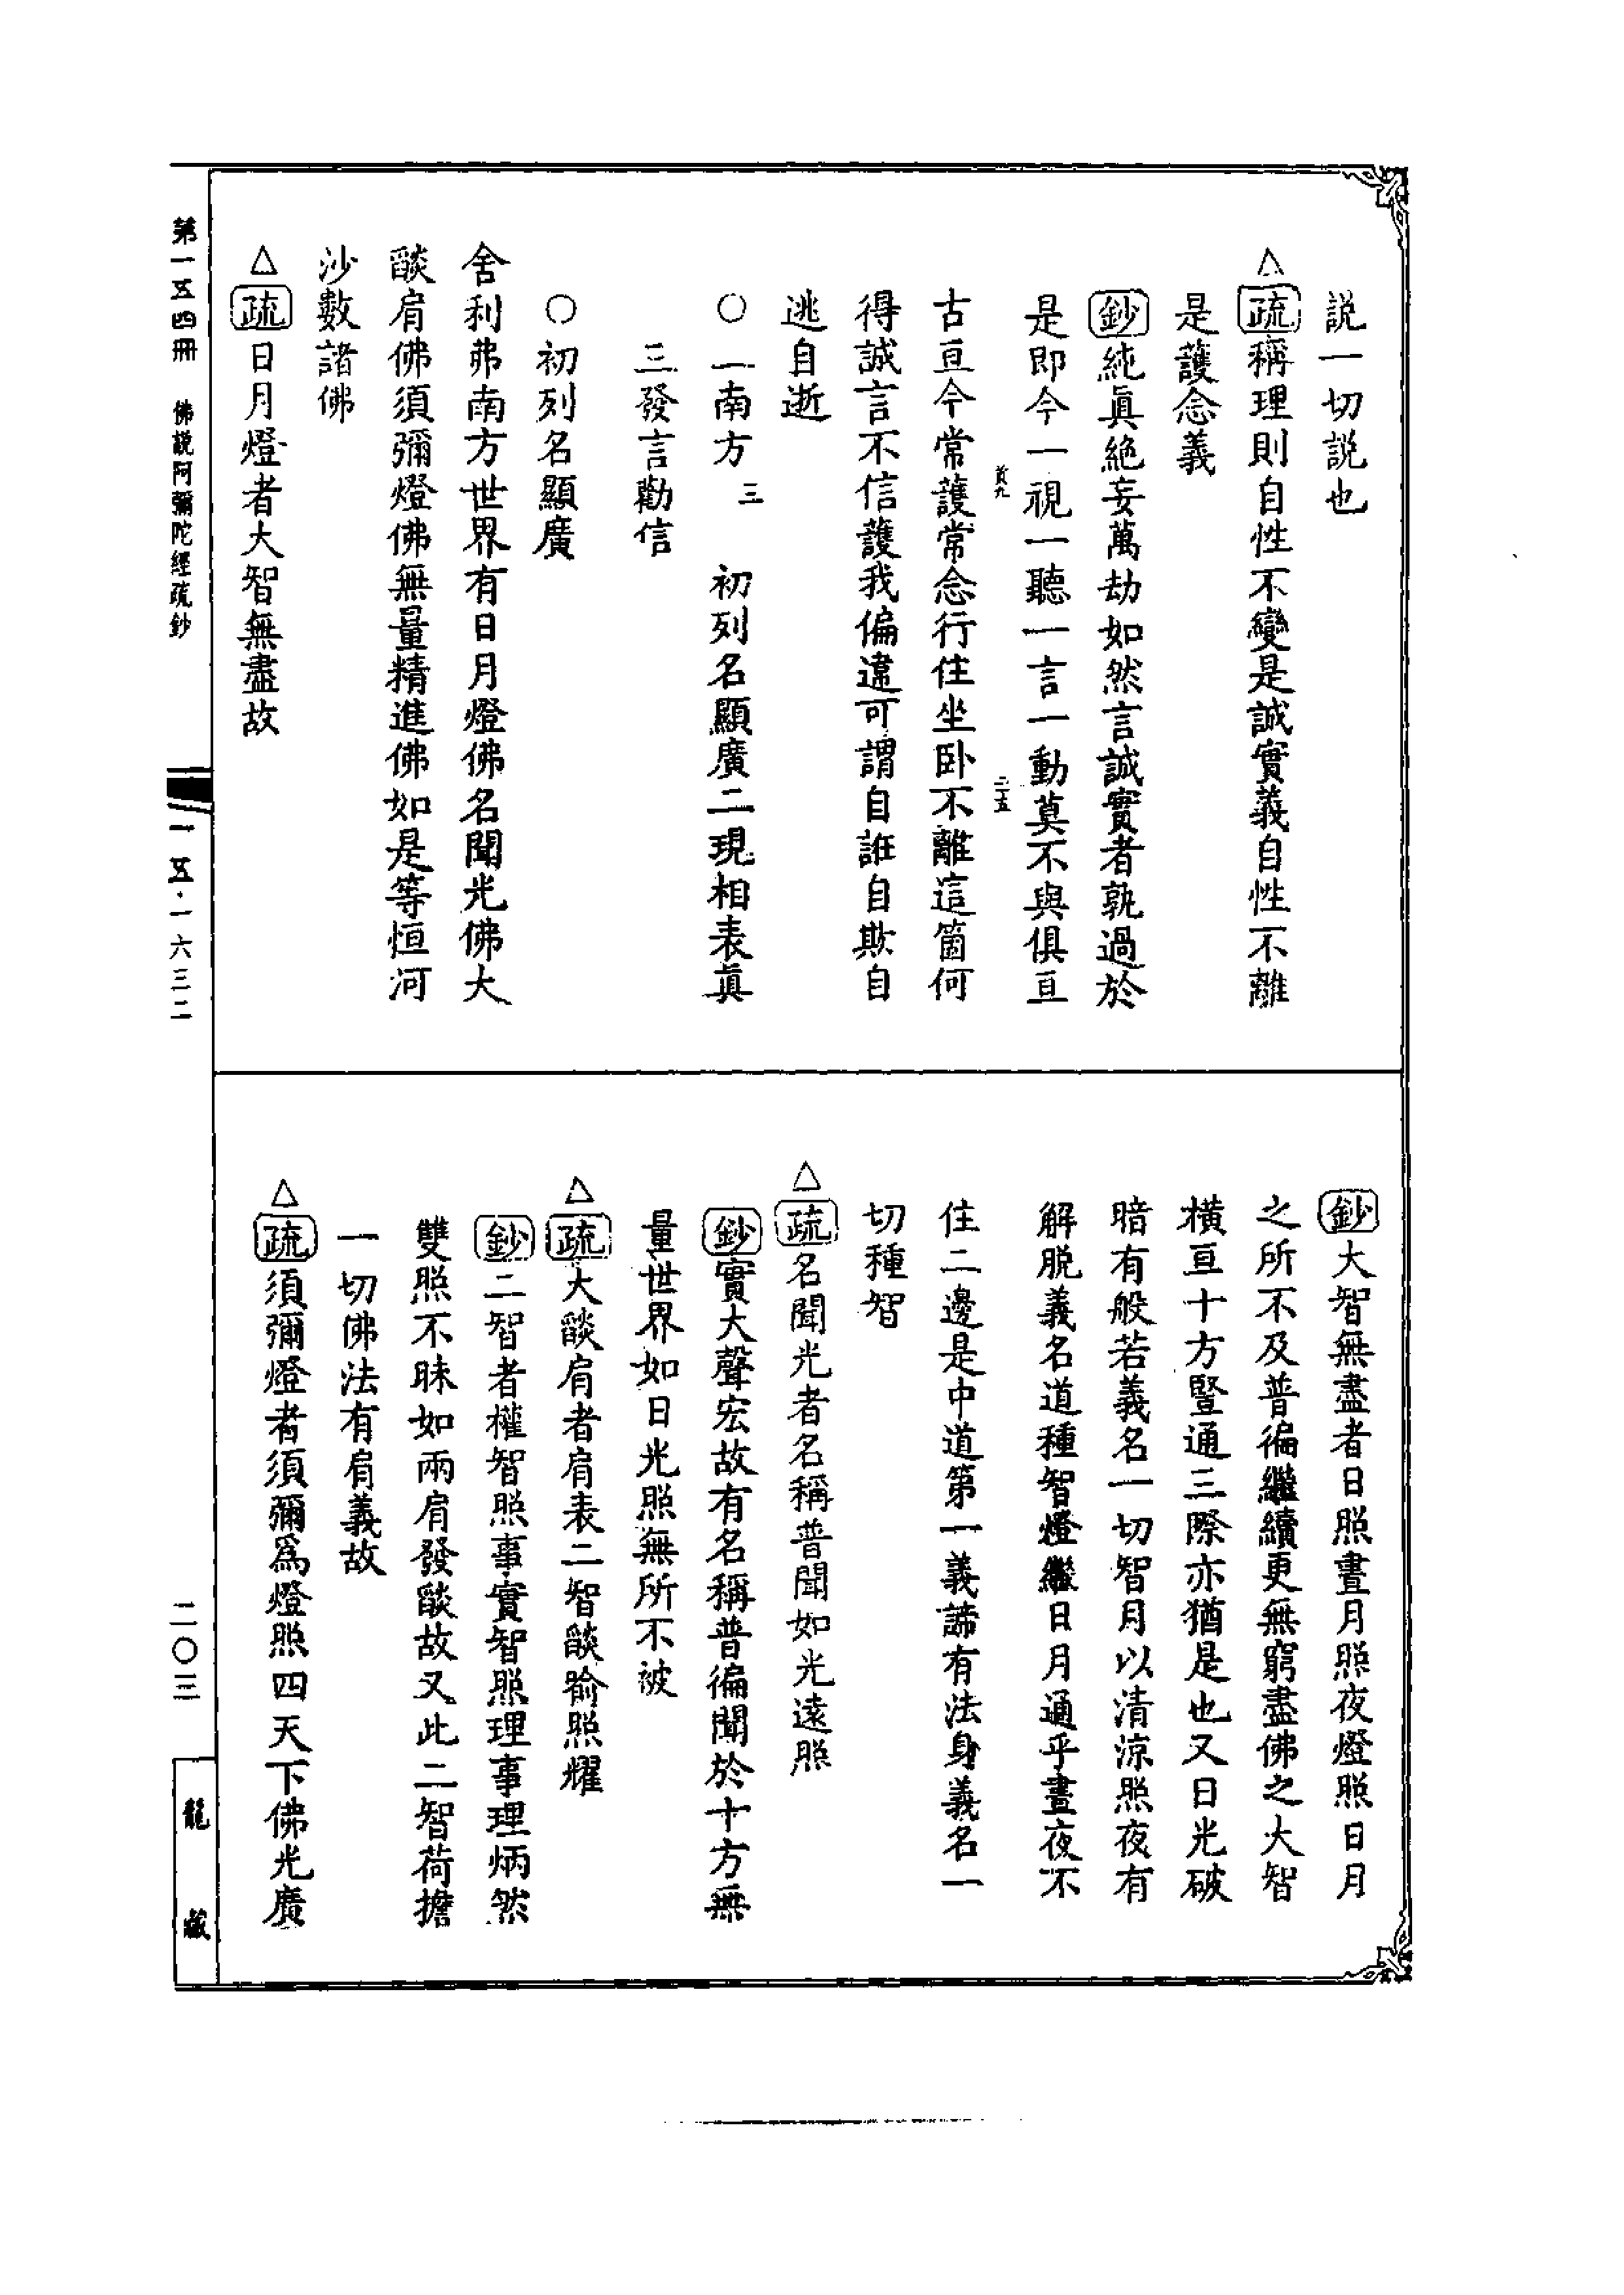 説一切説也
△疏稱理則自性不變是誠實義自性不離
是護念義
鈔純眞絶妄萬劫如然言誠實者孰過於
是即今一視一聽一言一動莫不與俱亘
二五
古亘今常護常念行住坐卧不離這箇何
得誠言不信護我偏違可謂自誑自欺自
逃自逝
○二南方三 初列名顯廣二現相表眞
三發言勸信
○初列名顯廣
舍利弗南方世界有日月燈佛名聞光佛大
燄肩佛須彌燈佛無量精進佛如是等恒河
沙數諸佛
△疏日月燈者大智無盡故
鈔大智無盡者日照晝月照夜燈照日月
之所不及普徧繼續更無窮盡佛之大智
橫亘十方豎通三際亦猶是也又日光破
暗有般若義名一切智月以清涼照夜有
解脱義名道種智燈繼日月通乎晝夜不
住二邊是中道第一義諦有法身義名一
切種智
△疏名聞光者名稱普聞如光遠照
鈔實大聲宏故有名稱普徧聞於十方無
量世界如日光照無所不被
△疏大燄肩者肩表二智燄喻照耀
鈔二智者權智照事實智照理事理炳然
雙照不昧如兩肩發燄故又此二智荷擔
一切佛法有肩義故
△疏須彌燈者須彌爲燈照四天下佛光廣
第一五四冊 佛説阿彌陀經疏鈔
一五·一六三二
二〇三
龍藏